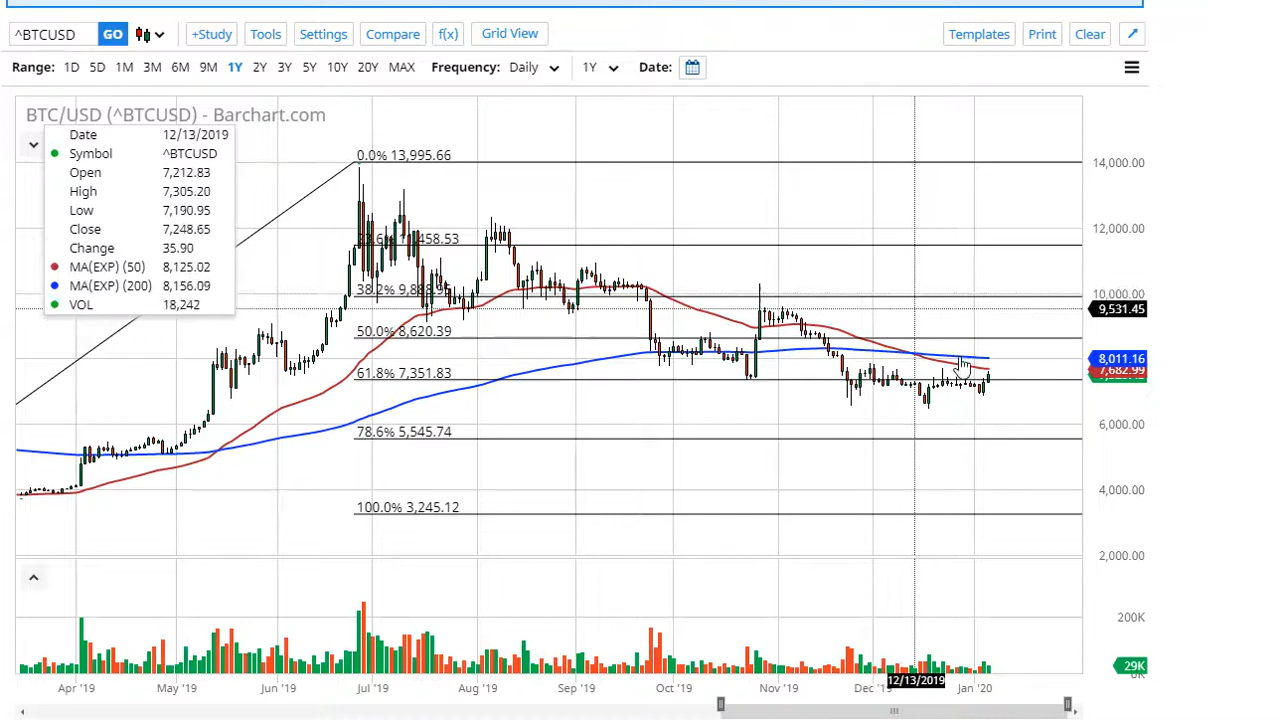 ^BTCUSD GO +Study Tools Settings Compare f(x) Grid View Templates Print Clear
Range: 1D 5D 1M 3M 6M 9M 1Y 2Y 3Y 5Y 10Y 20Y MAX Frequency: Daily 1Y Date:
BTC/USD (^BTCUSD) - Barchart.com
Date 12/13/2019
Symbol ^BTCUSD
Open 7,212.83
High 7,305.20
Low 7,190.95
Close 7,248.65
Change 35.90
MA(EXP) (50) 8,125.02
MA(EXP) (200) 8,156.09
VOL 18,242
0.0% 13,995.66
38.2%
50.0% 8,620.39
61.8% 7,351.83
78.6% 5,545.74
100.0% 3,245.12
14,000.00
12,000.00
10,000.00
9,531.45
8,011.16
7,682.99
6,000.00
4,000.00
2,000.00
200K
29K
Apr '19 May '19 Jun '19 Jul '19 Aug '19 Sep '19 Oct '19 Nov '19 Dec '19 12/13/2019 Jan '20